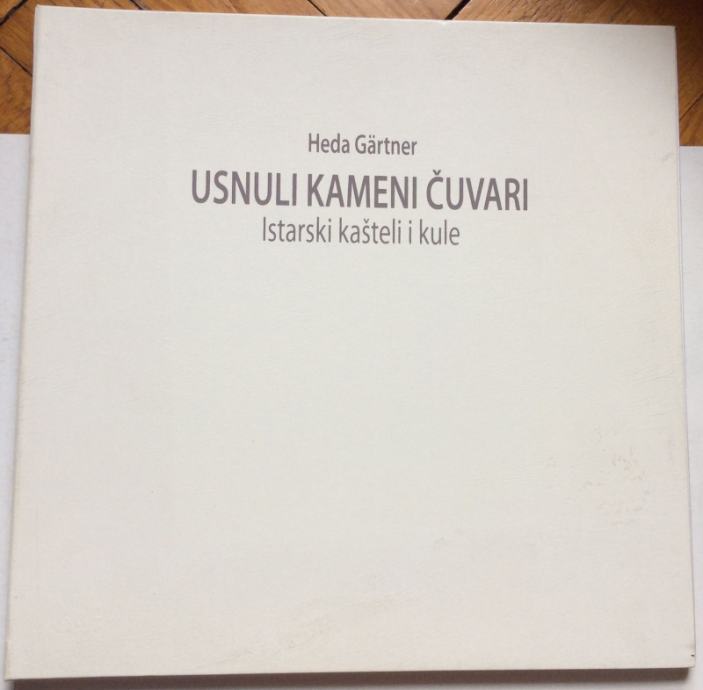 Heda Gärtner
USNULI KAMENI ČUVARI
Istarski kašteli i kule